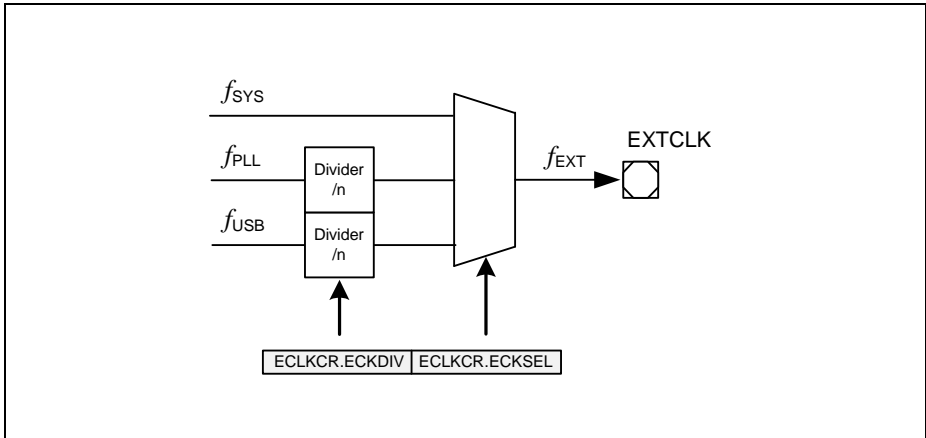 fSYS
fPLL
fUSB
Divider
/n
Divider
/n
fEXT
EXTCLK
ECLKCR.ECKDIV
ECLKCR.ECKSEL